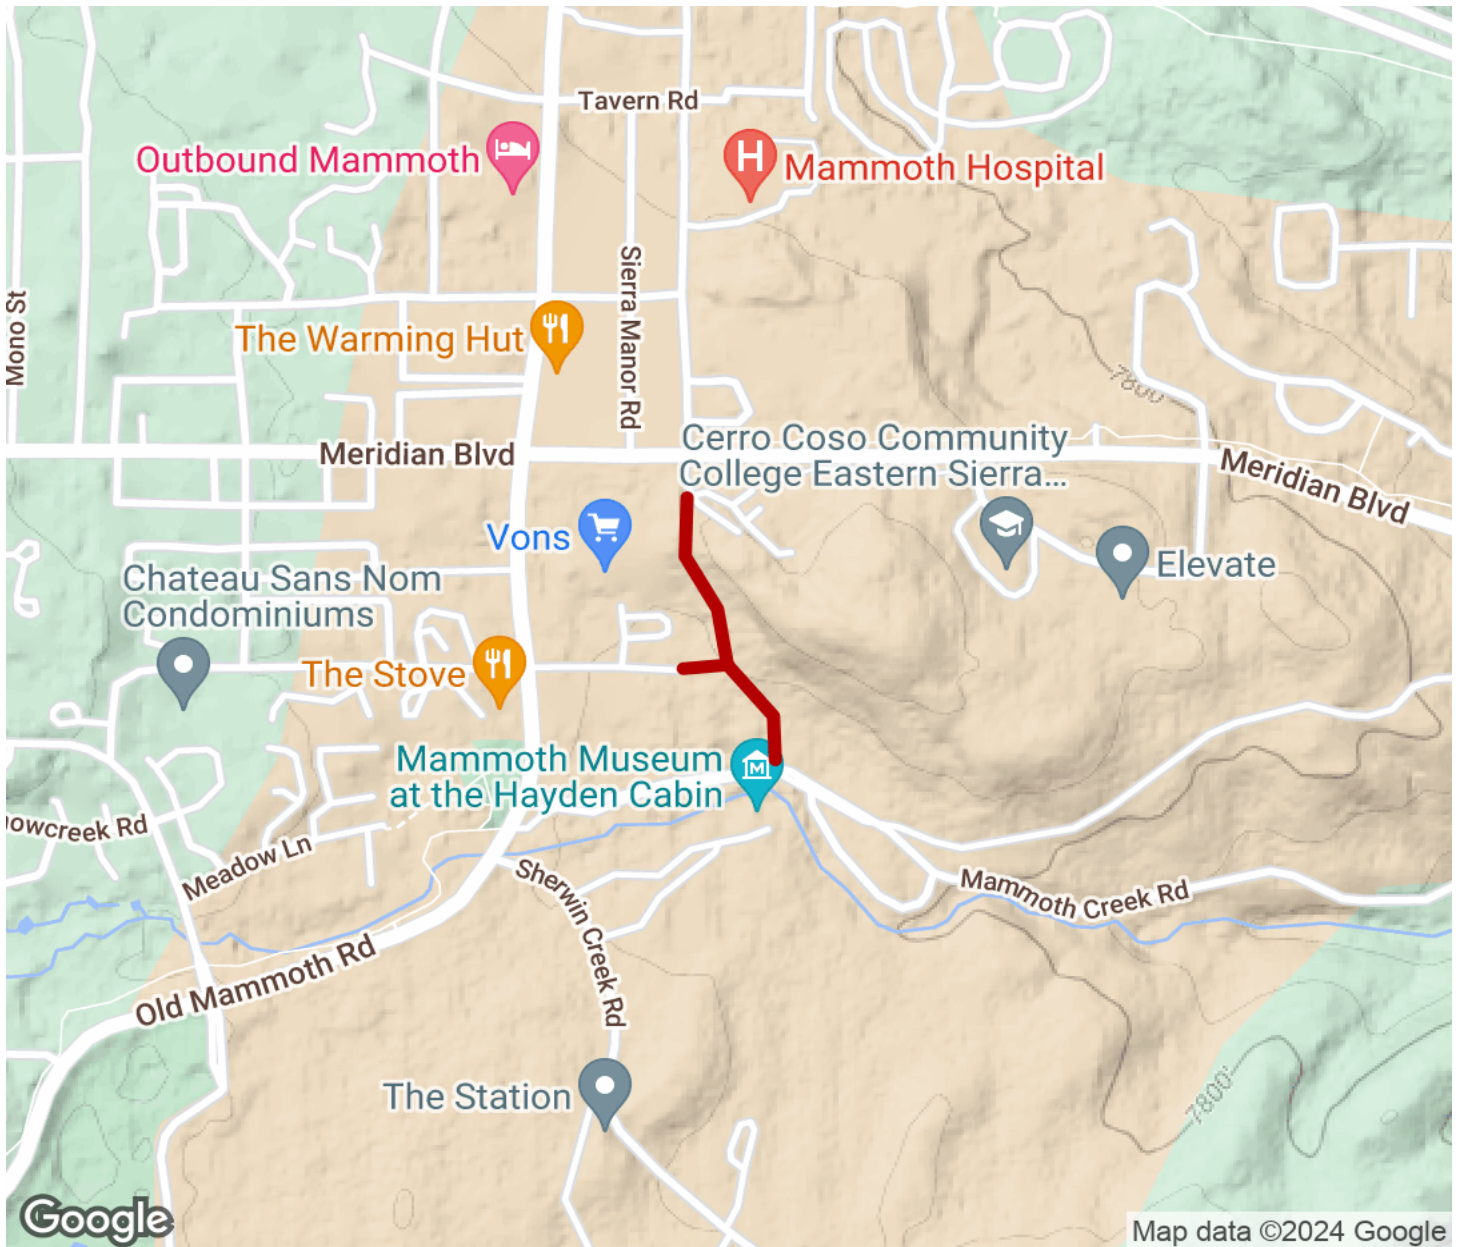 Tavern Rd
Outbound Mammoth
Mammoth Hospital
Sierra Manor Rd
Mono St
The Warming Hut
7800
Cerro Coso Community
College Eastern Sierra...
Meridian Blvd
Meridian Blvd
Vons
Elevate
Chateau Sans Nom
Condominiums
The Stove
Mammoth Museum
at the Hayden Cabin
owcreek Rd
Meadow Ln
Sherwin Creek Rd
Mammoth Creek Rd
Old Mammoth Rd
The Station
7800'
Google
Map data ©2024 Google